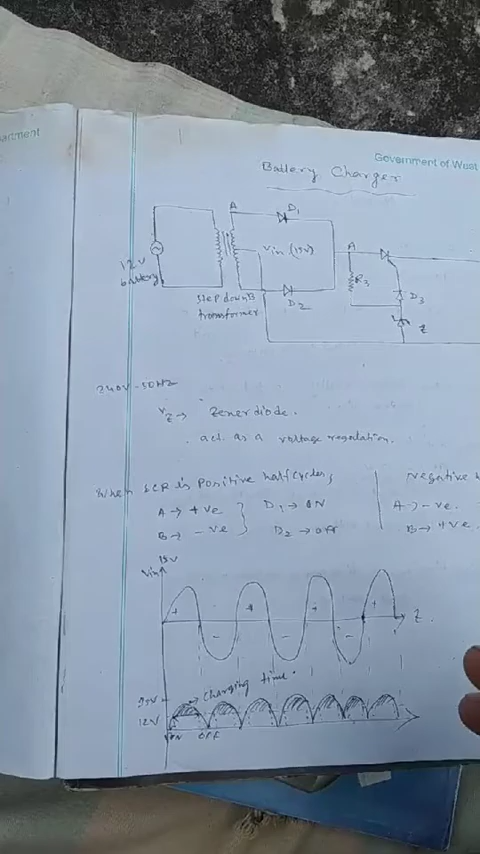 artment
Government of West
Battery Charger
A
D1
Vin (15V)
A
12V
battery
R3
D3
Z
step down B
transformer
D2
240V-50Hz
VZ → Zener diode.
act as a voltage regulation.
When SCR is Positive half cycles,
A → +ve } D1 → ON
B → -ve } D2 → Off
Negative h
A → -ve.
B → +ve
15V
Vin
+ + + +
- - -
Z.
→ Charging time.
12V
ON OFF